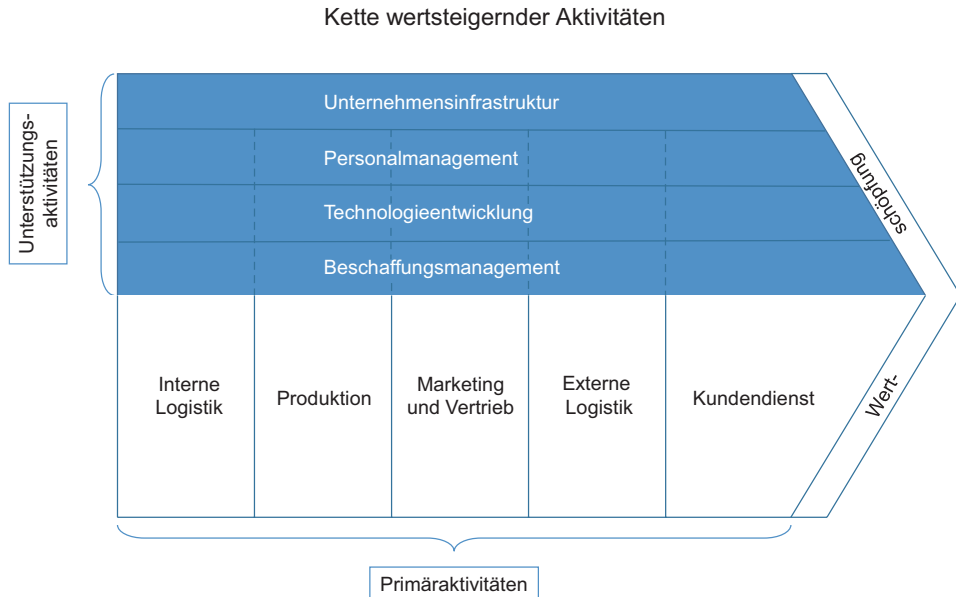 Kette wertsteigernder Aktivitäten
Unterstützungs-
aktivitäten
Unternehmensinfrastruktur
Personalmanagement
Technologieentwicklung
Beschaffungsmanagement
Interne
Logistik
Produktion
Marketing
und Vertrieb
Externe
Logistik
Kundendienst
Wert-
schöpfung
Primäraktivitäten